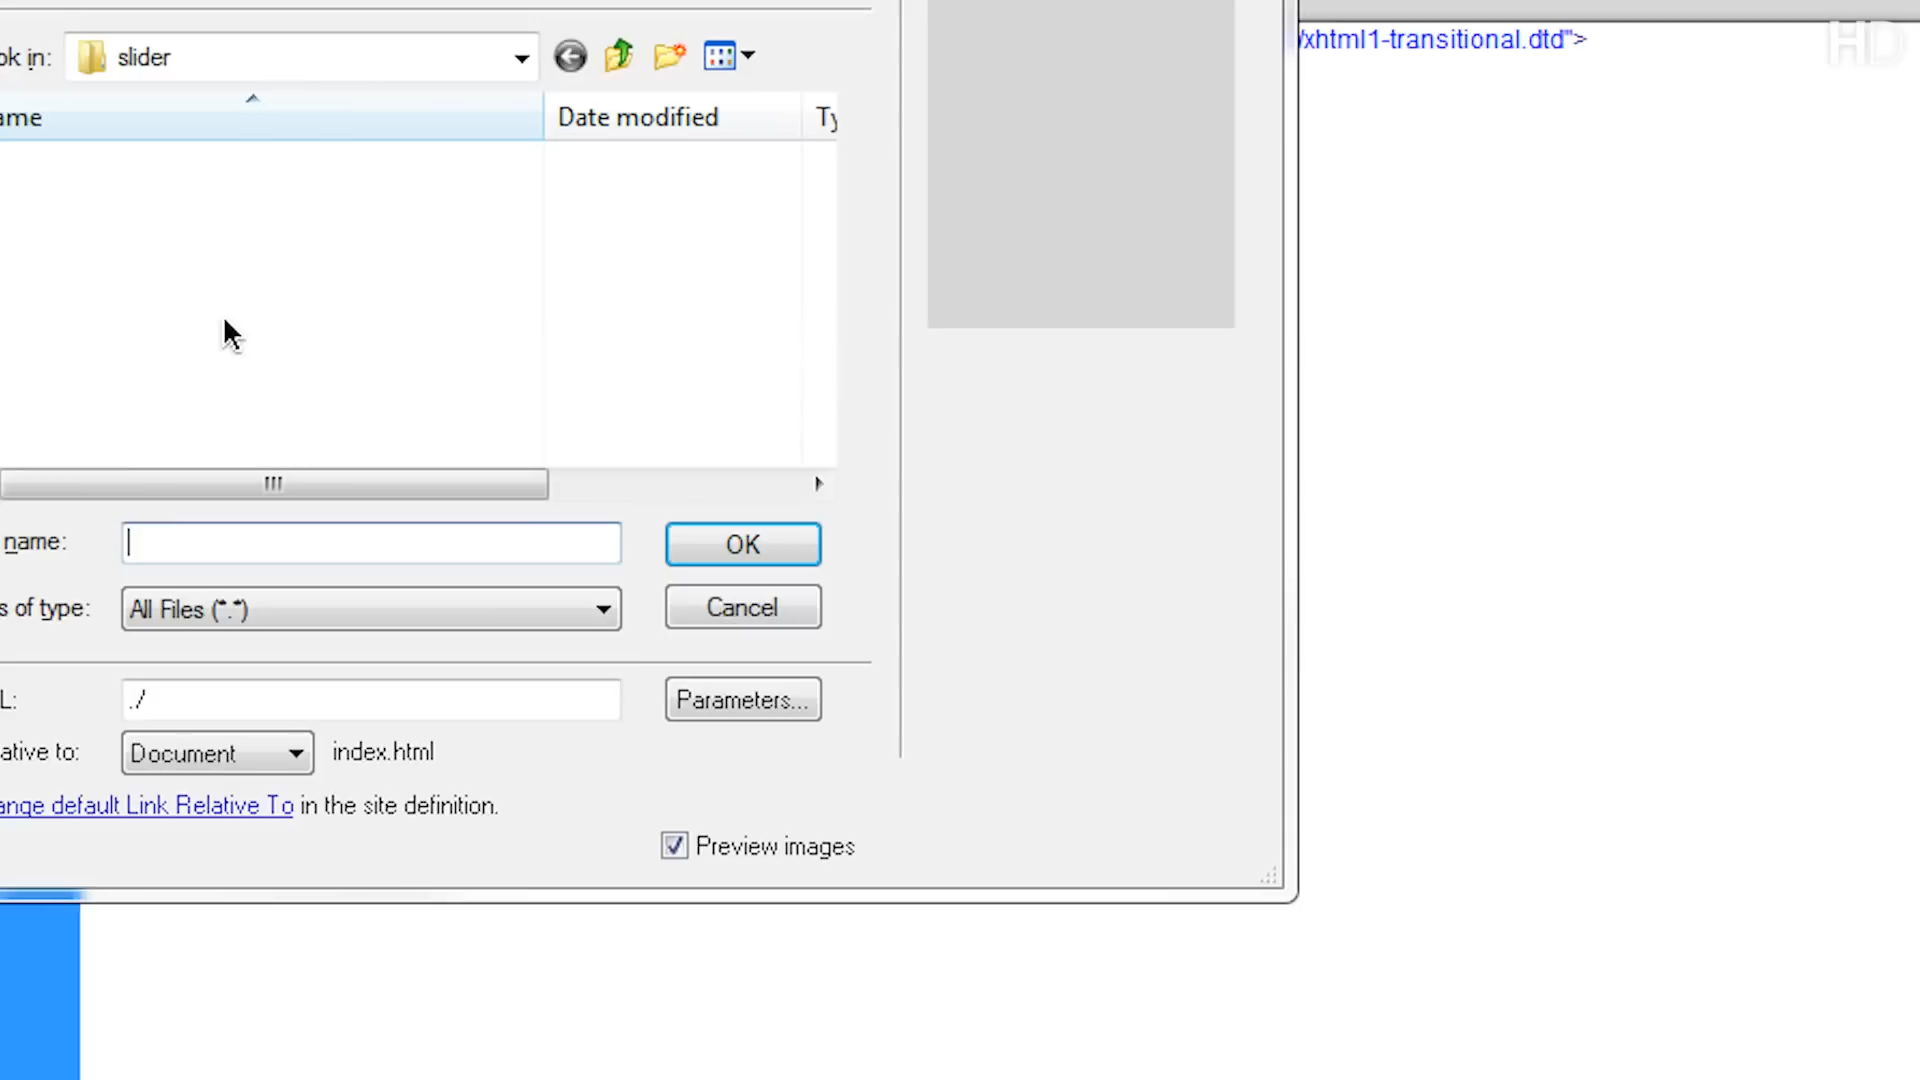 ok in: slider
/xhtml1-transitional.dtd">
HD
ame Date modified Ty
name: OK
s of type: All Files (*.*) Cancel
L: ./ Parameters...
ative to: Document index.html
ange default Link Relative To in the site definition.
Preview images